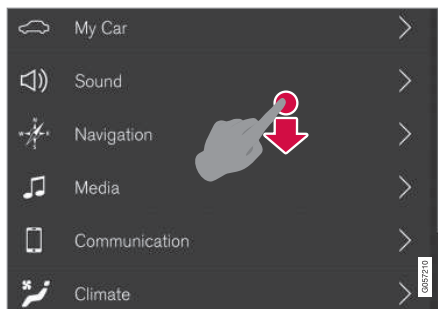 My Car
Sound
Navigation
Media
Communication
Climate
G057210